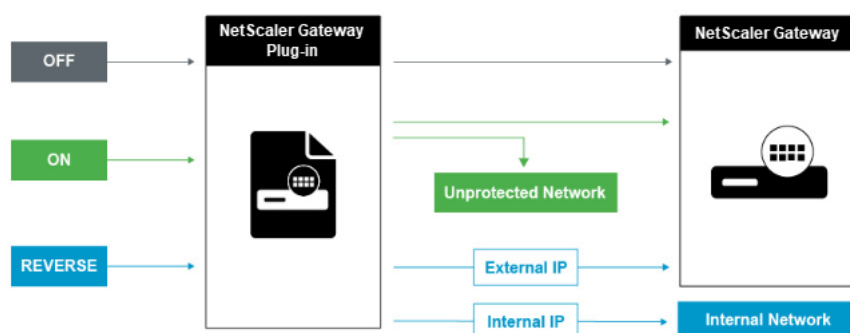 NetScaler Gateway
Plug-in
NetScaler Gateway
OFF
ON
Unprotected Network
REVERSE
External IP
Internal IP
Internal Network